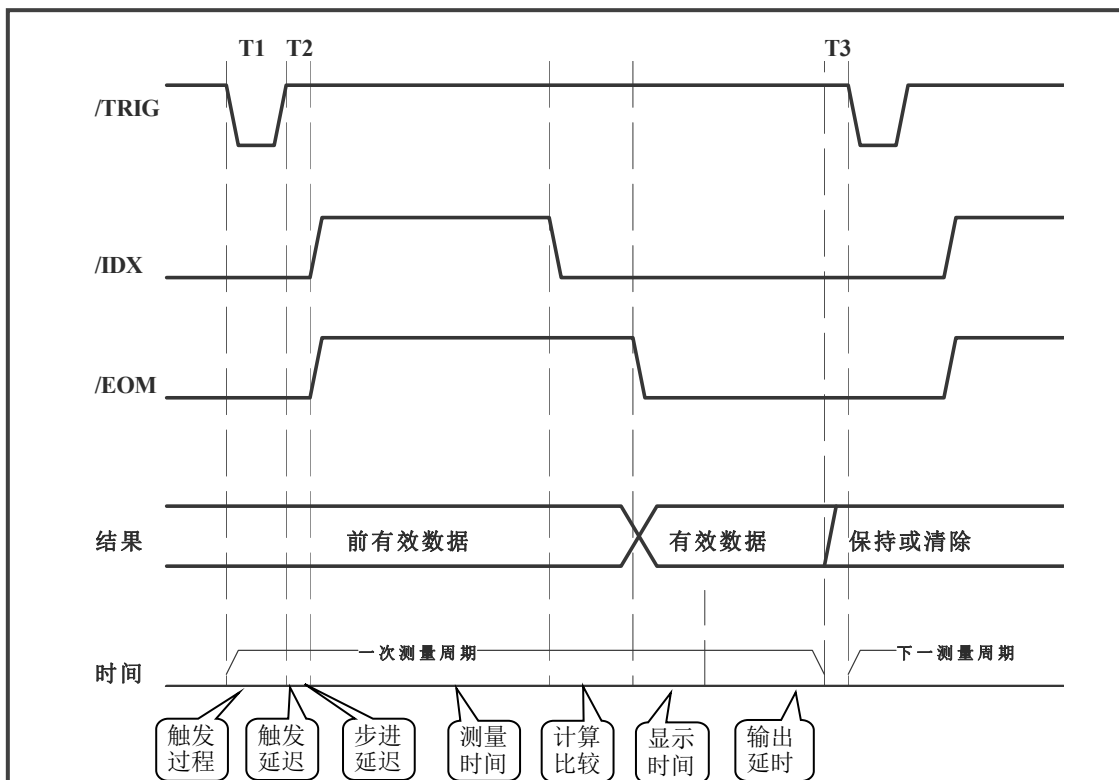 T1 T2 T3
/TRIG
/IDX
/EOM
结果 前有效数据 有效数据 保持或清除
时间 一次测量周期 下一测量周期
触发
过程
触发
延迟
步进
延迟
测量
时间
计算
比较
显示
时间
输出
延时